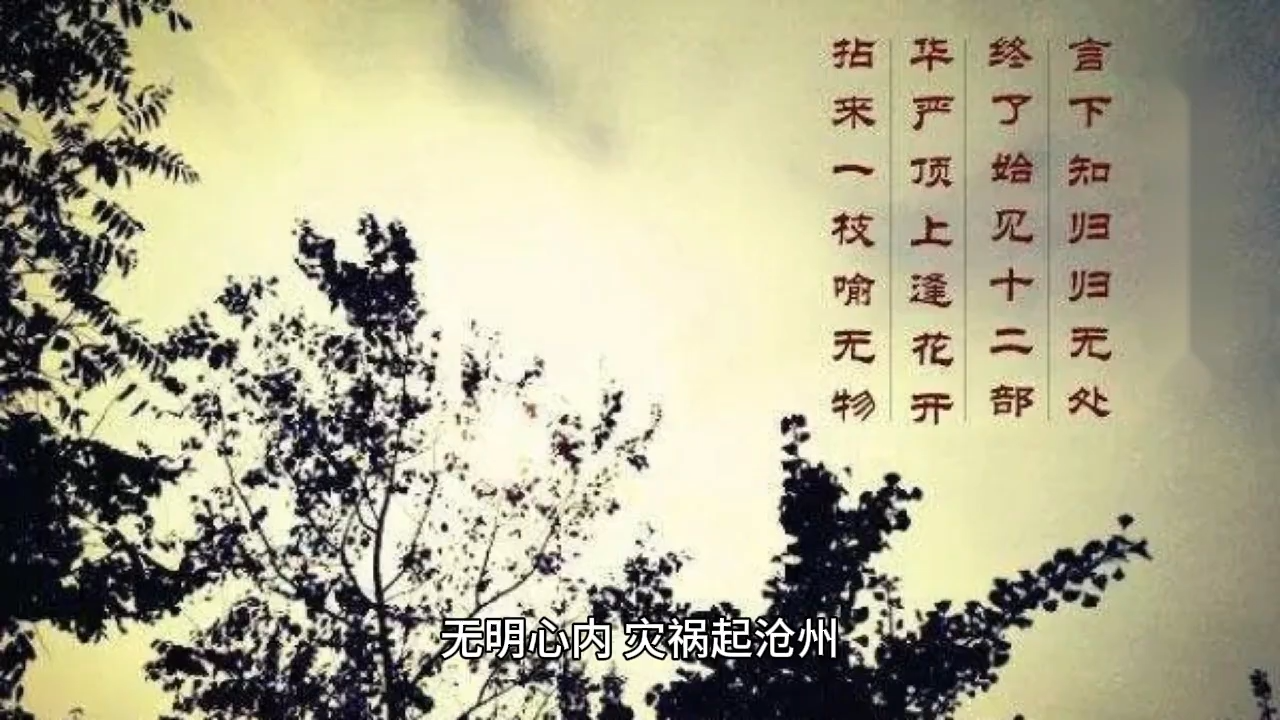 言下知归归无处
终了始见十二部
华严顶上逢花开
拈来一枝喻无物
无明心内 灾祸起沧州